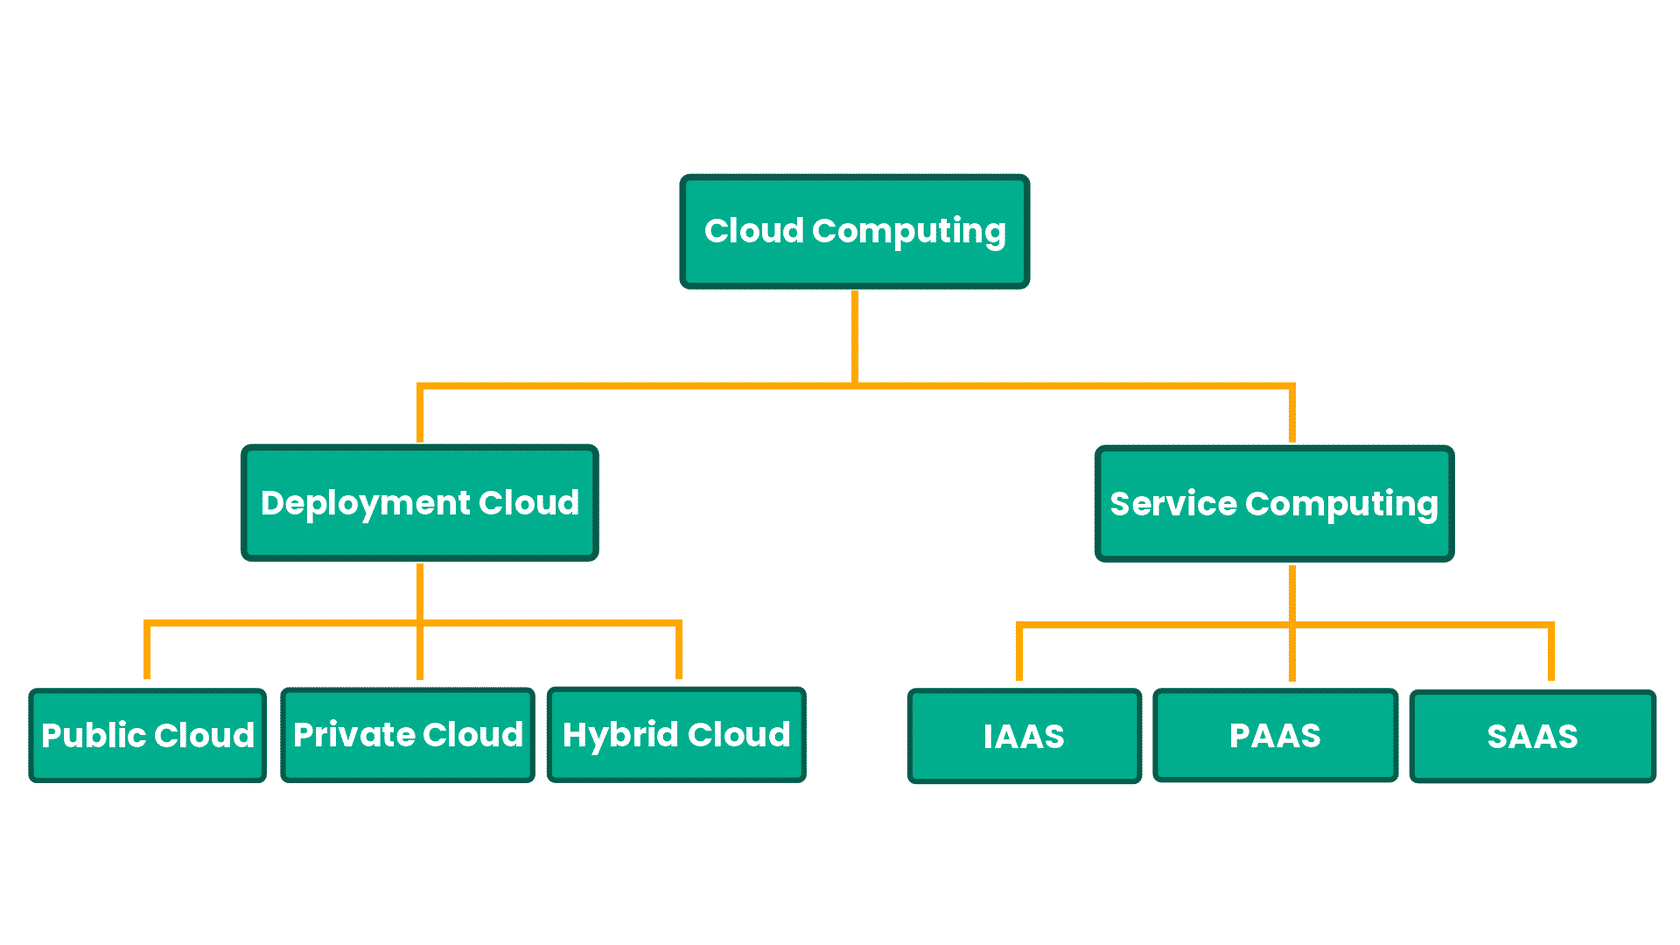 Cloud Computing
Deployment Cloud
Service Computing
Public Cloud
Private Cloud
Hybrid Cloud
IAAS
PAAS
SAAS